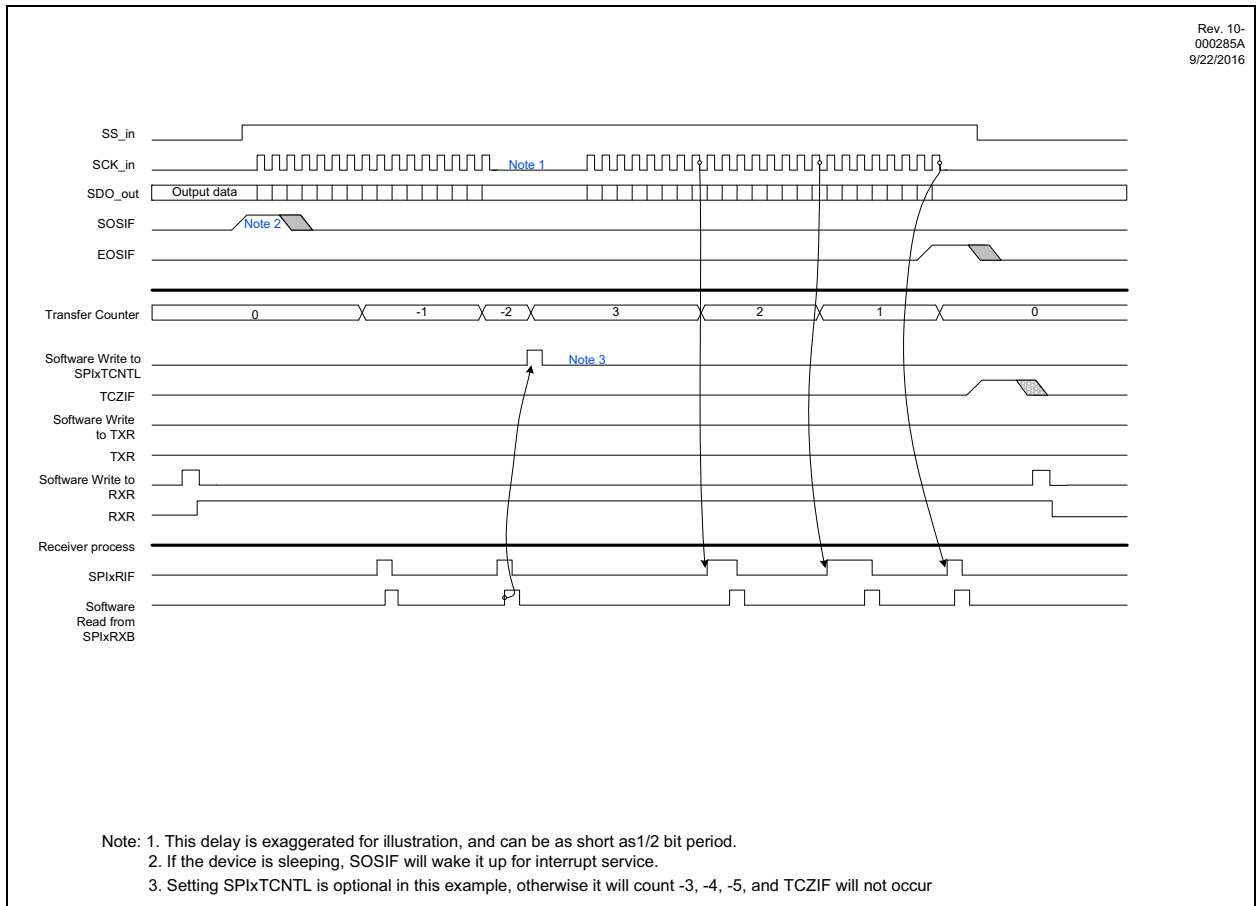 Rev. 10-
000285A
9/22/2016
SS_in
SCK_in
Note 1
SDO_out
Output data
SOSIF
Note 2
EOSIF
Transfer Counter
0
-1
-2
3
2
1
0
Software Write to
SPIxTCNTL
Note 3
TCZIF
Software Write
to TXR
TXR
Software Write to
RXR
RXR
Receiver process
SPIxRIF
Software
Read from
SPIxRXB
Note: 1. This delay is exaggerated for illustration, and can be as short as1/2 bit period.
2. If the device is sleeping, SOSIF will wake it up for interrupt service.
3. Setting SPIxTCNTL is optional in this example, otherwise it will count -3, -4, -5, and TCZIF will not occur